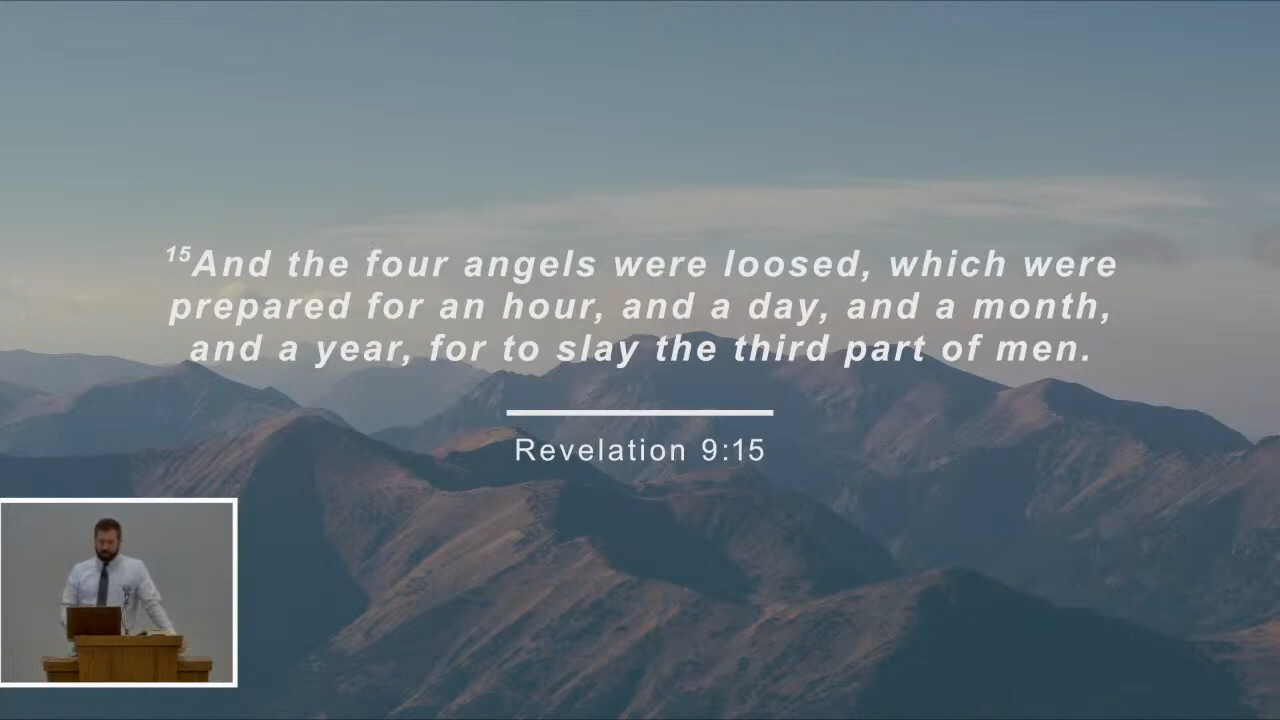 15And the four angels were loosed, which were
prepared for an hour, and a day, and a month,
and a year, for to slay the third part of men.
Revelation 9:15